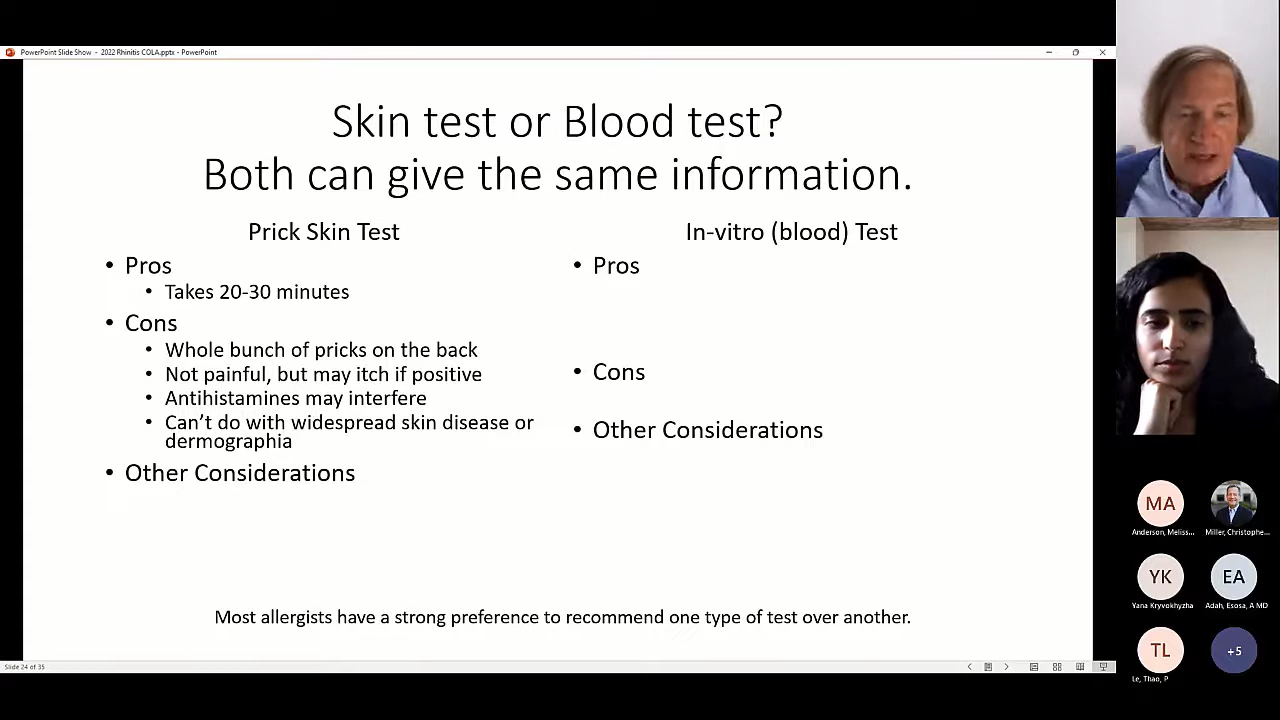 PowerPoint Slide Show - 2022 Rhinitis COLA.pptx - PowerPoint
Skin test or Blood test?
Both can give the same information.
Prick Skin Test
• Pros
• Takes 20-30 minutes
• Cons
• Whole bunch of pricks on the back
• Not painful, but may itch if positive
• Antihistamines may interfere
• Can’t do with widespread skin disease or
dermographia
• Other Considerations
In-vitro (blood) Test
• Pros
• Cons
• Other Considerations
Most allergists have a strong preference to recommend one type of test over another.
Slide 24 of 35
MA
Anderson, Meliss...
Miller, Christophe...
YK
Yana Kryvokhyzha
EA
Adah, Esosa, A MD
TL
Le, Thao, P
+5